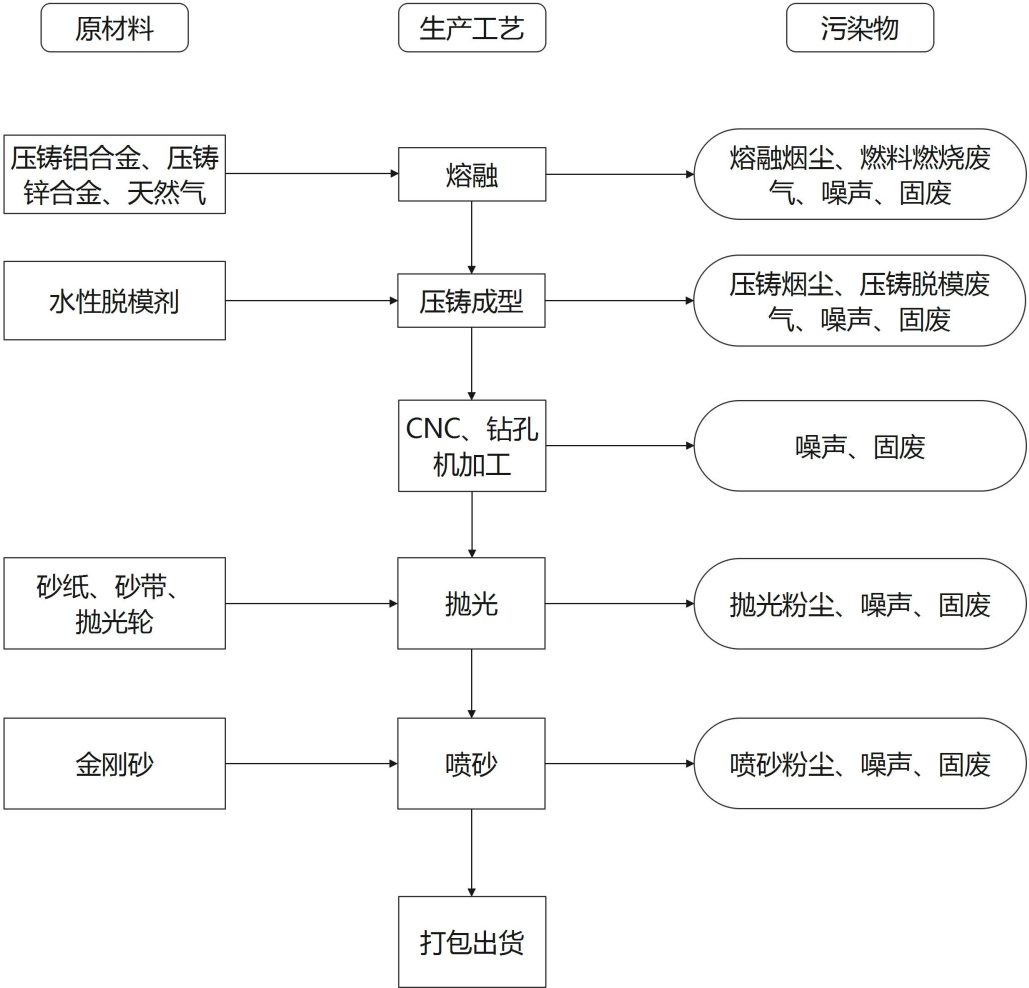 原材料
生产工艺
污染物
压铸铝合金、压铸
锌合金、天然气
熔融
熔融烟尘、燃料燃烧废
气、噪声、固废
水性脱模剂
压铸成型
压铸烟尘、压铸脱模废
气、噪声、固废
CNC、钻孔
机加工
噪声、固废
砂纸、砂带、
抛光轮
抛光
抛光粉尘、噪声、固废
金刚砂
喷砂
喷砂粉尘、噪声、固废
打包出货